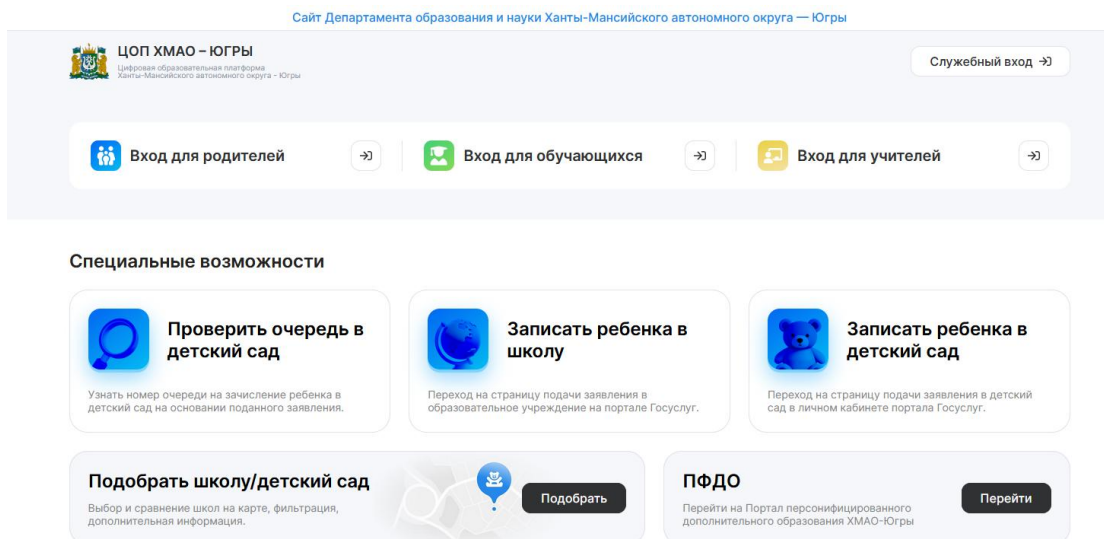 Сайт Департамента образования и науки Ханты-Мансийского автономного округа — Югры
ЦОП ХМАО – ЮГРЫ
Цифровая образовательная платформа
Ханты-Мансийского автономного округа - Югры
Служебный вход
Вход для родителей
Вход для обучающихся
Вход для учителей
Специальные возможности
Проверить очередь в
детский сад
Узнать номер очереди на зачисление ребенка в
детский сад на основании поданного заявления.
Записать ребенка в
школу
Переход на страницу подачи заявления в
образовательное учреждение на портале Госуслуг.
Записать ребенка в
детский сад
Переход на страницу подачи заявления в детский
сад в личном кабинете портала Госуслуг.
Подобрать школу/детский сад
Выбор и сравнение школ на карте, фильтрация,
дополнительная информация.
Подобрать
ПФДО
Перейти на Портал персонифицированного
дополнительного образования ХМАО-Югры
Перейти